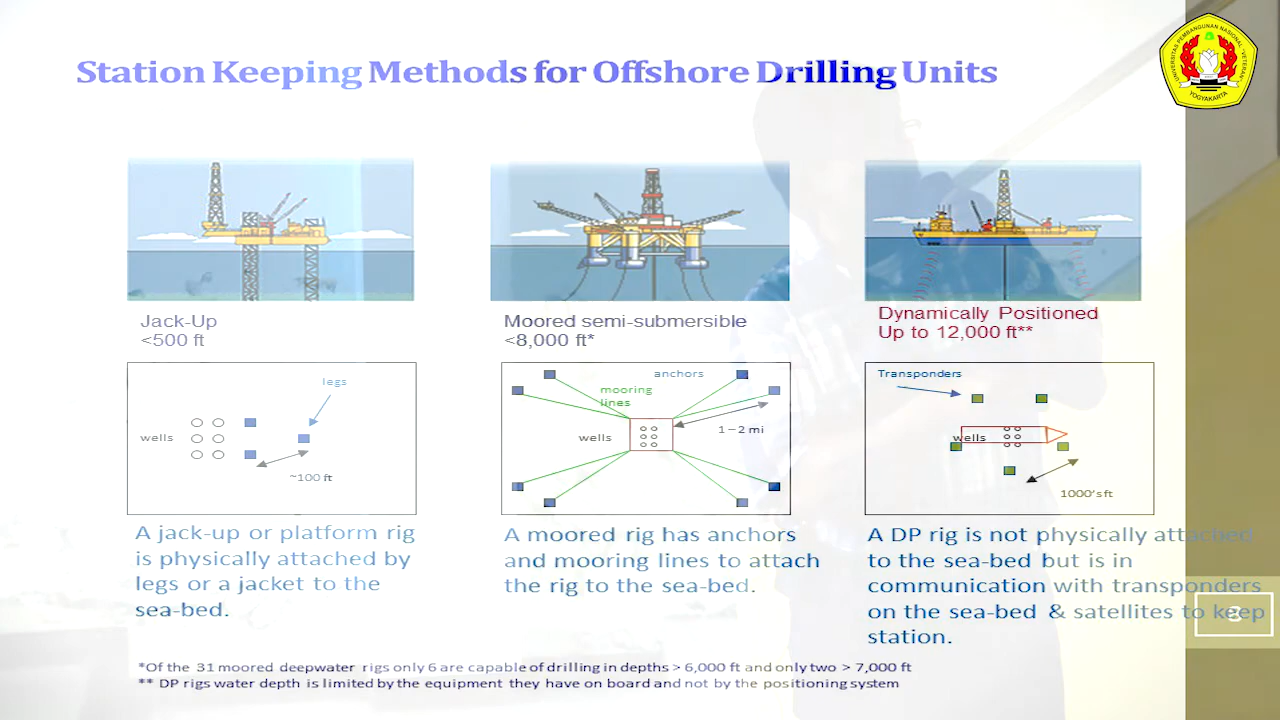 Station Keeping Methods for Offshore Drilling Units
UNIVERSITAS PEMBANGUNAN NASIONAL "VETERAN"
YOGYAKARTA
Jack-Up
<500 ft
Moored semi-submersible
<8,000 ft*
Dynamically Positioned
Up to 12,000 ft**
legs
wells
~100 ft
anchors
mooring
lines
wells
1–2 mi
Transponders
wells
1000's ft
A jack-up or platform rig
is physically attached by
legs or a jacket to the
sea-bed.
A moored rig has anchors
and mooring lines to attach
the rig to the sea-bed.
A DP rig is not physically attached
to the sea-bed but is in
communication with transponders
on the sea-bed & satellites to keep
station.
*Of the 31 moored deepwater rigs only 6 are capable of drilling in depths > 6,000 ft and only two > 7,000 ft
** DP rigs water depth is limited by the equipment they have on board and not by the positioning system